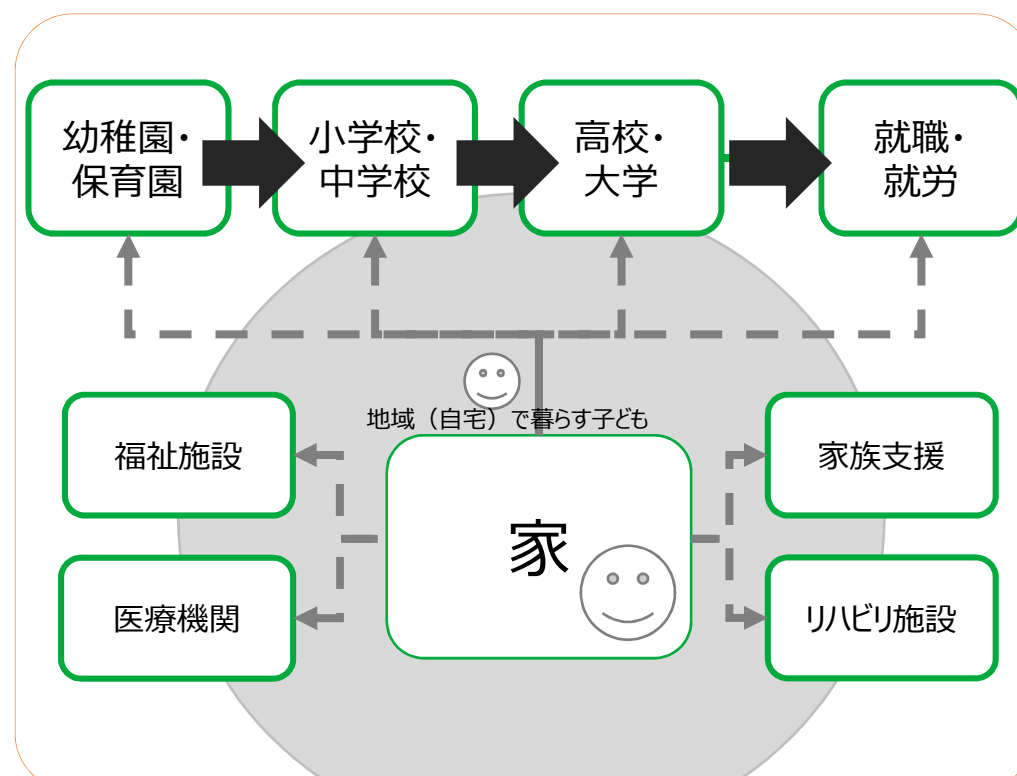 幼稚園・
保育園
小学校・
中学校
高校・
大学
就職・
就労
地域（自宅）で暮らす子ども
福祉施設
家
家族支援
医療機関
リハビリ施設